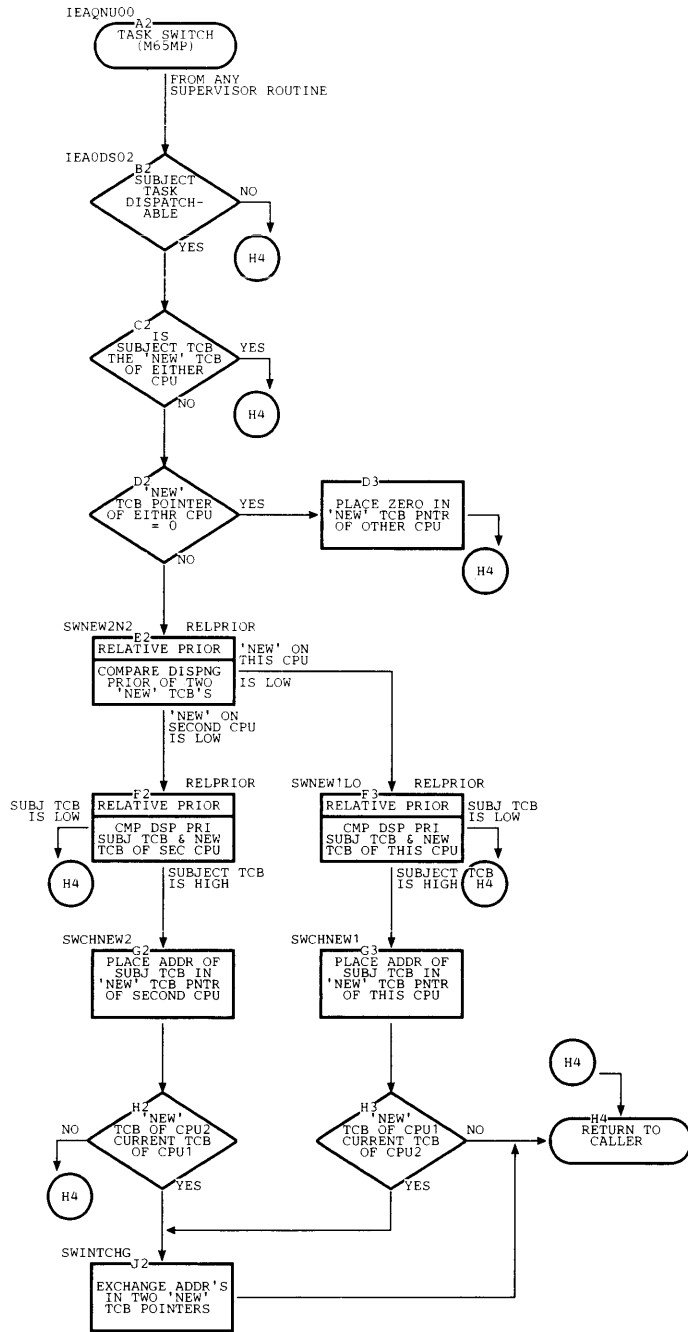 IEAQNU00
A2
TASK SWITCH
(M65MP)
FROM ANY
SUPERVISOR ROUTINE
IEA0DS02
B2
SUBJECT
TASK
DISPATCH-
ABLE
NO
H4
YES
C2
IS
SUBJECT TCB
THE 'NEW' TCB
OF EITHER
CPU
YES
H4
NO
D2
'NEW'
TCB POINTER
OF EITHR CPU
= 0
YES
D3
PLACE ZERO IN
'NEW' TCB PNTR
OF OTHER CPU
H4
NO
SWNEW2N2
RELPRIOR
E2
RELATIVE PRIOR
COMPARE DISPNG
PRIOR OF TWO
'NEW' TCB'S
'NEW' ON
THIS CPU
IS LOW
'NEW' ON
SECOND CPU
IS LOW
RELPRIOR
F2
RELATIVE PRIOR
CMP DSP PRI
SUBJ TCB & NEW
TCB OF SEC CPU
SUBJ TCB
IS LOW
H4
SUBJECT TCB
IS HIGH
SWNEW1LO
RELPRIOR
F3
RELATIVE PRIOR
CMP DSP PRI
SUBJ TCB & NEW
TCB OF THIS CPU
SUBJ TCB
IS LOW
H4
SUBJECT TCB
IS HIGH
SWCHNEW2
G2
PLACE ADDR OF
SUBJ TCB IN
'NEW' TCB PNTR
OF SECOND CPU
SWCHNEW1
G3
PLACE ADDR OF
SUBJ TCB IN
'NEW' TCB PNTR
OF THIS CPU
H4
H2
'NEW'
TCB OF CPU2
CURRENT TCB
OF CPU1
NO
H4
YES
H3
'NEW'
TCB OF CPU1
CURRENT TCB
OF CPU2
NO
YES
H4
RETURN TO
CALLER
SWINTCHG
J2
EXCHANGE ADDR'S
IN TWO 'NEW'
TCB POINTERS